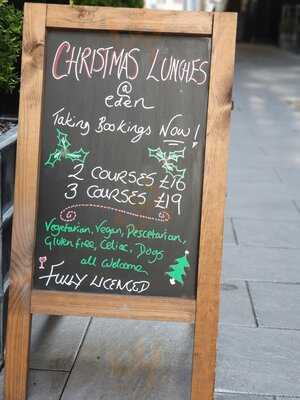 CHRISTMAS LUNCHES
@
eden
Taking Bookings NOW!
2 COURSES £16
3 COURSES £19
Vegetarian, Vegan, Pescetarian,
Gluten free, Celiac, Dogs
all welcome
FULLY LICENCED